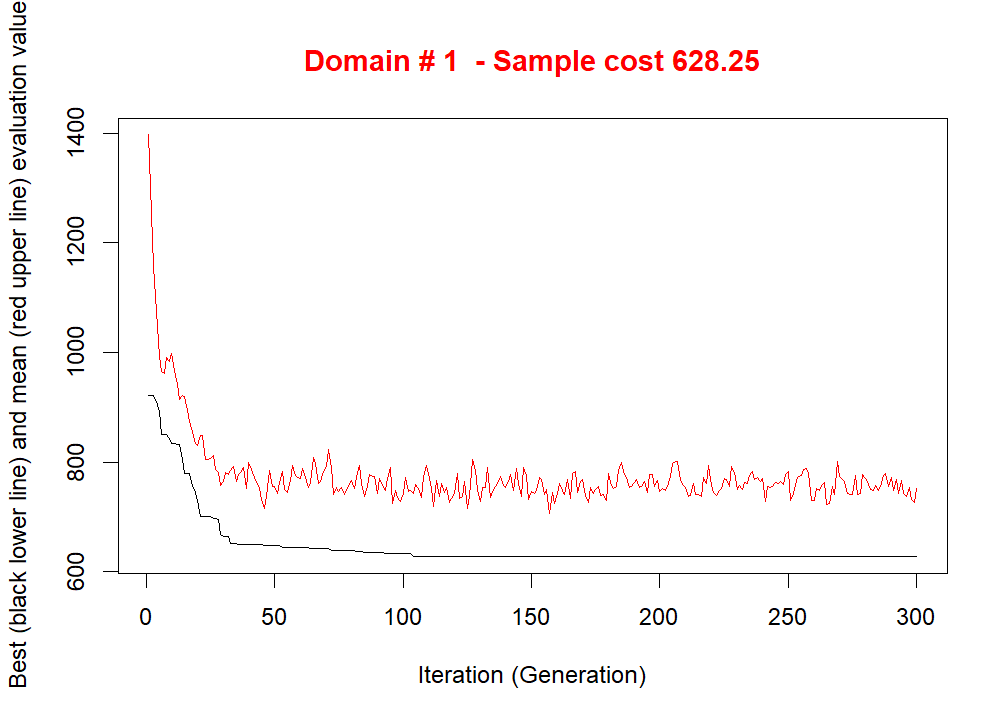 Domain # 1  - Sample cost 628.25
Best (black lower line) and mean (red upper line) evaluation value
1400
1200
1000
800
600
0 50 100 150 200 250 300
Iteration (Generation)